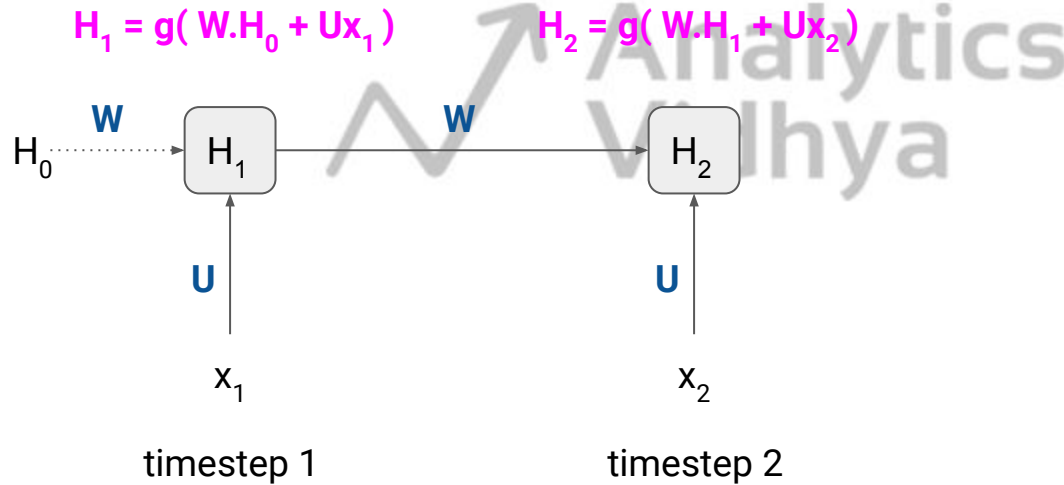 H₁ = g( W.H₀ + Ux₁ ) H₂ = g( W.H₁ + Ux₂ )
Analytics
Vidhya
W W
H₀ H₁ H₂
U U
x₁ x₂
timestep 1 timestep 2